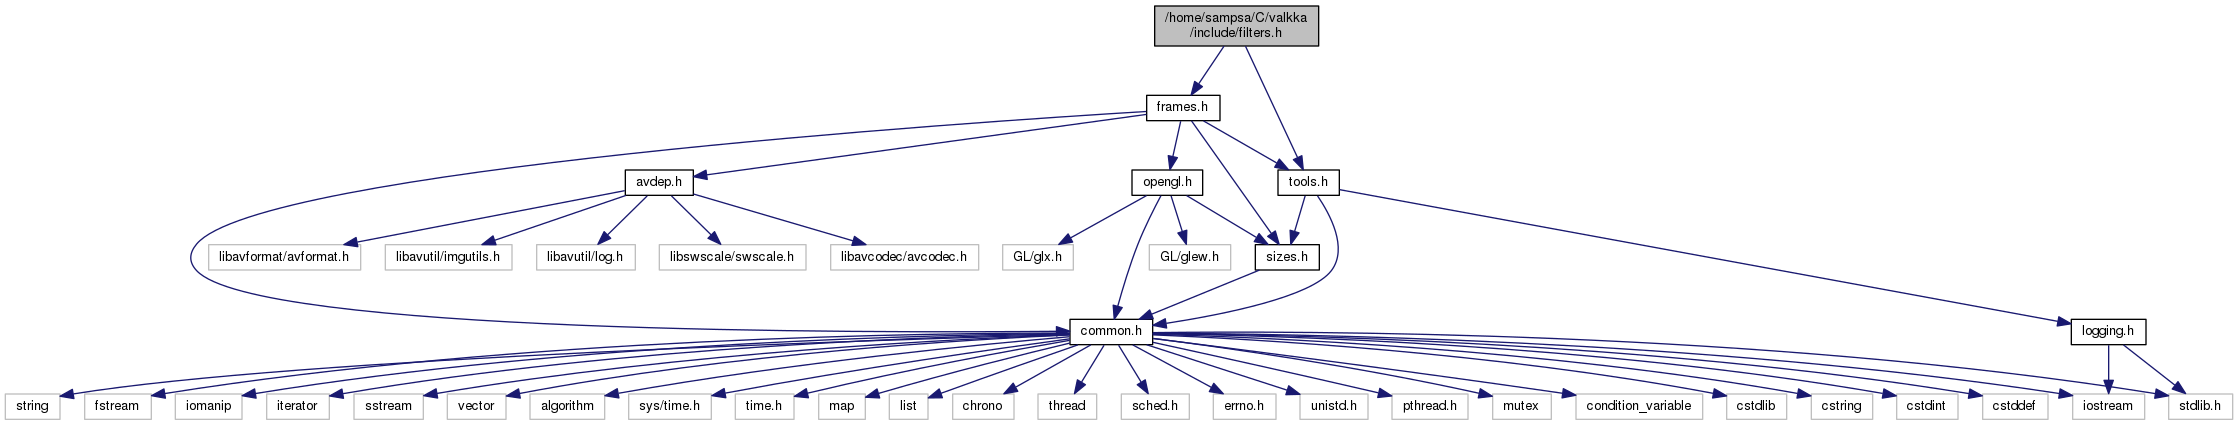 /home/sampsa/C/valkka
/include/filters.h
frames.h
avdep.h
opengl.h
tools.h
libavformat/avformat.h
libavutil/imgutils.h
libavutil/log.h
libswscale/swscale.h
libavcodec/avcodec.h
GL/glx.h
GL/glew.h
sizes.h
common.h
logging.h
string
fstream
iomanip
iterator
sstream
vector
algorithm
sys/time.h
time.h
map
list
chrono
thread
sched.h
errno.h
unistd.h
pthread.h
mutex
condition_variable
cstdlib
cstring
cstdint
cstddef
iostream
stdlib.h